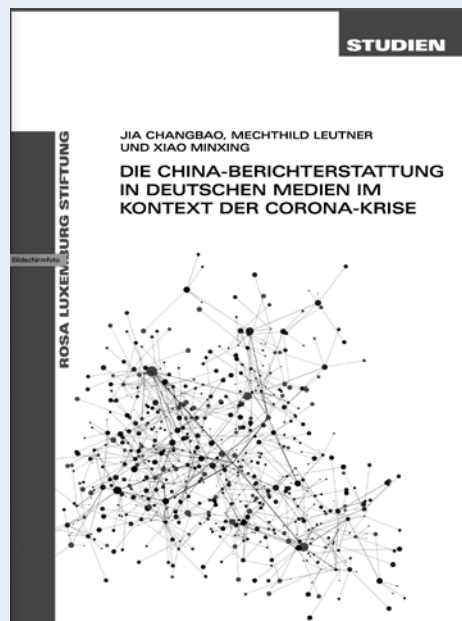 STUDIEN
JIA CHANGBAO, MECHTHILD LEUTNER
UND XIAO MINXING
DIE CHINA-BERICHTERSTATTUNG
IN DEUTSCHEN MEDIEN IM
KONTEXT DER CORONA-KRISE
ROSA LUXEMBURG STIFTUNG
Bildschirmfoto